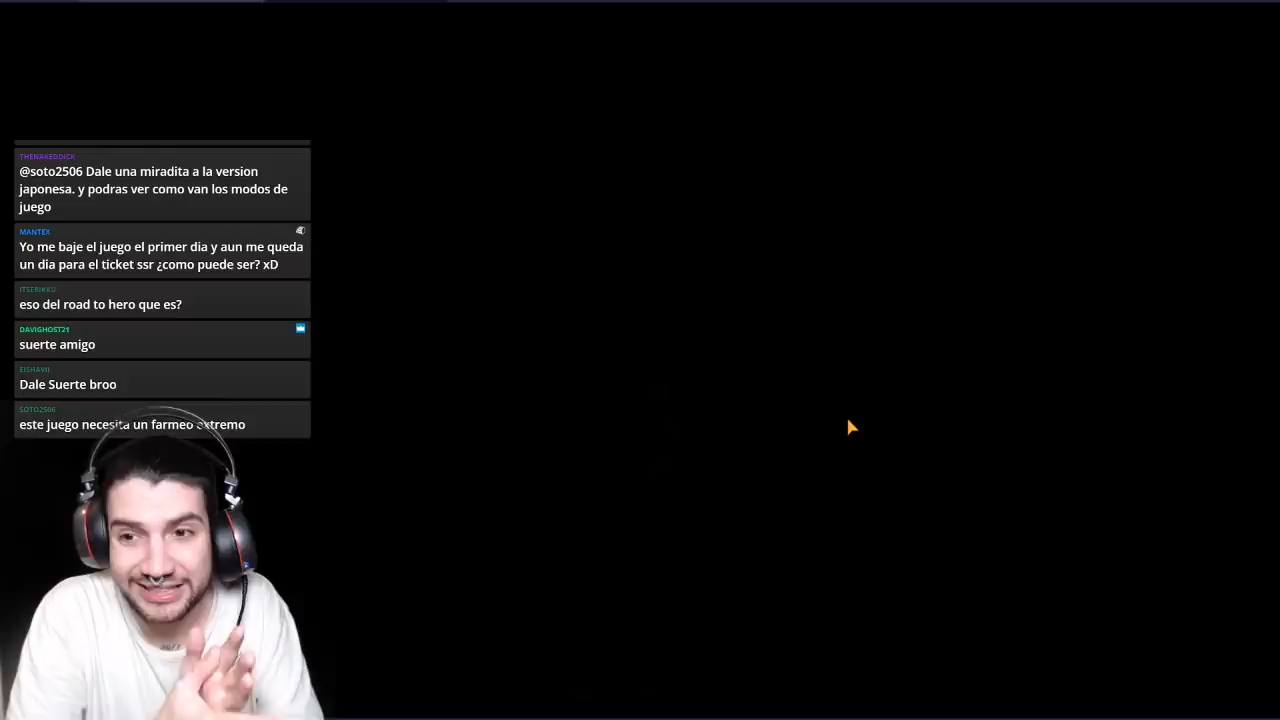 THENAKEDDICK
@soto2506 Dale una miradita a la version
japonesa. y podras ver como van los modos de
juego
MANTEX
Yo me baje el juego el primer dia y aun me queda
un dia para el ticket ssr ¿como puede ser? xD
ITSERIKKU
eso del road to hero que es?
DAVIGHOST21
suerte amigo
EISHAVII
Dale Suerte broo
SOTO2506
este juego necesita un farmeo extremo